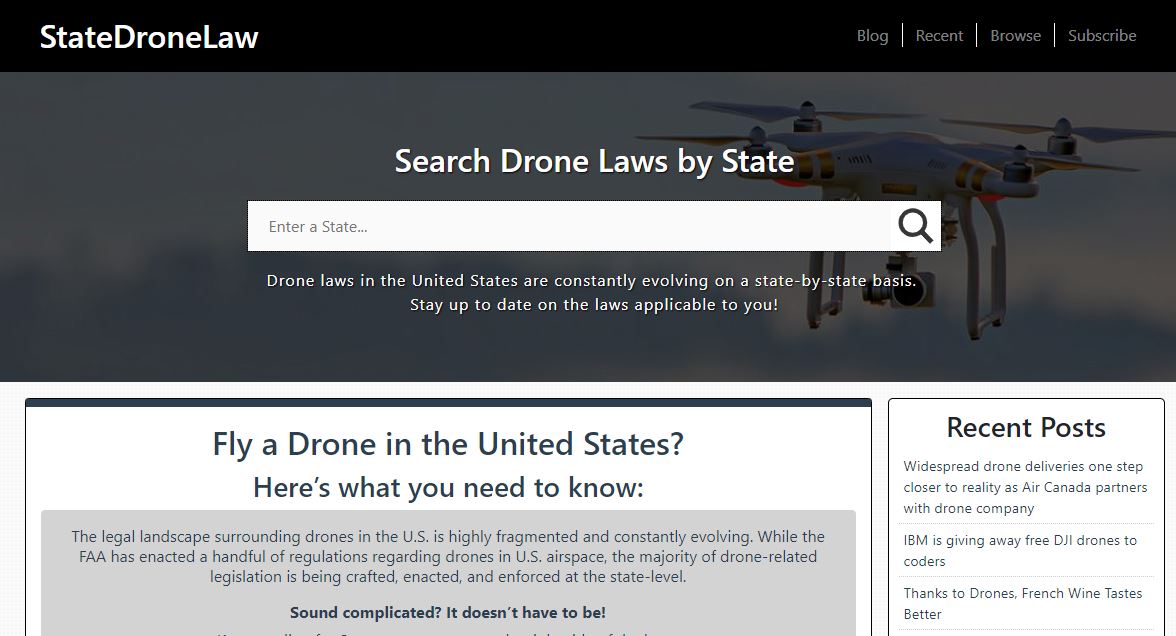 StateDroneLaw
Blog
Recent
Browse
Subscribe
Search Drone Laws by State
Enter a State...
Drone laws in the United States are constantly evolving on a state-by-state basis.
Stay up to date on the laws applicable to you!
Fly a Drone in the United States?
Here’s what you need to know:
The legal landscape surrounding drones in the U.S. is highly fragmented and constantly evolving. While the
FAA has enacted a handful of regulations regarding drones in U.S. airspace, the majority of drone-related
legislation is being crafted, enacted, and enforced at the state-level.
Sound complicated? It doesn’t have to be!
Recent Posts
Widespread drone deliveries one step
closer to reality as Air Canada partners
with drone company
IBM is giving away free DJI drones to
coders
Thanks to Drones, French Wine Tastes
Better